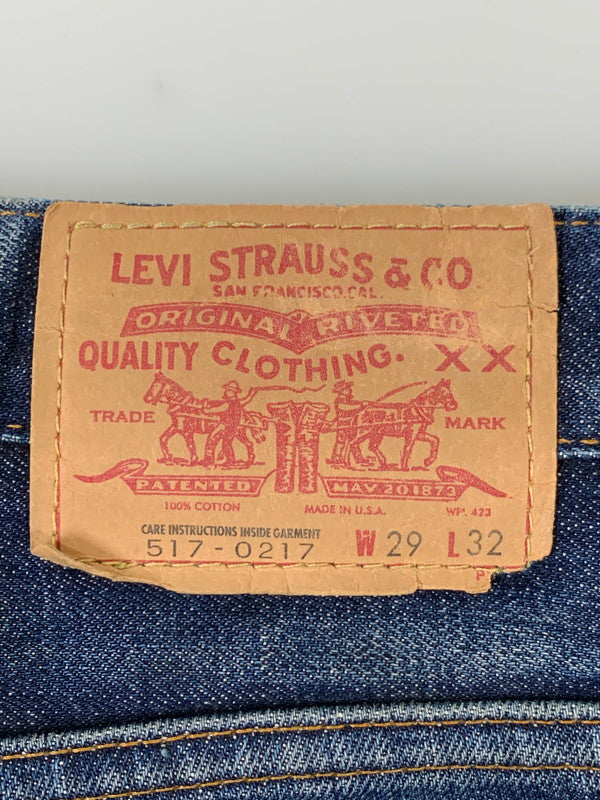 LEVI STRAUSS & CO.
SAN FRANCISCO.CAL.
ORIGINAL RIVETED
QUALITY CLOTHING. XX
TRADE MARK
PATENTED MAY 20 1873
100% COTTON MADE IN U.S.A. WPL 423
CARE INSTRUCTIONS INSIDE GARMENT
517-0217 W 29 L 32